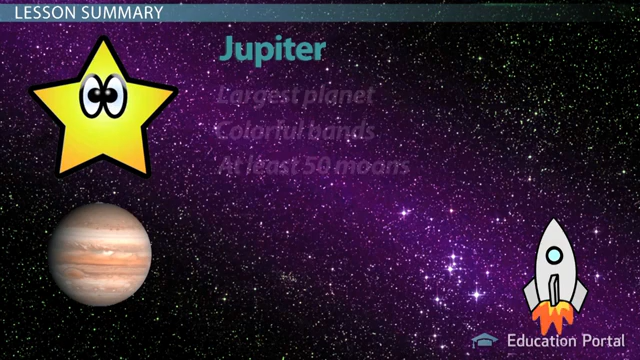 LESSON SUMMARY
Jupiter
Largest planet
Colorful bands
At least 50 moons
Education Portal